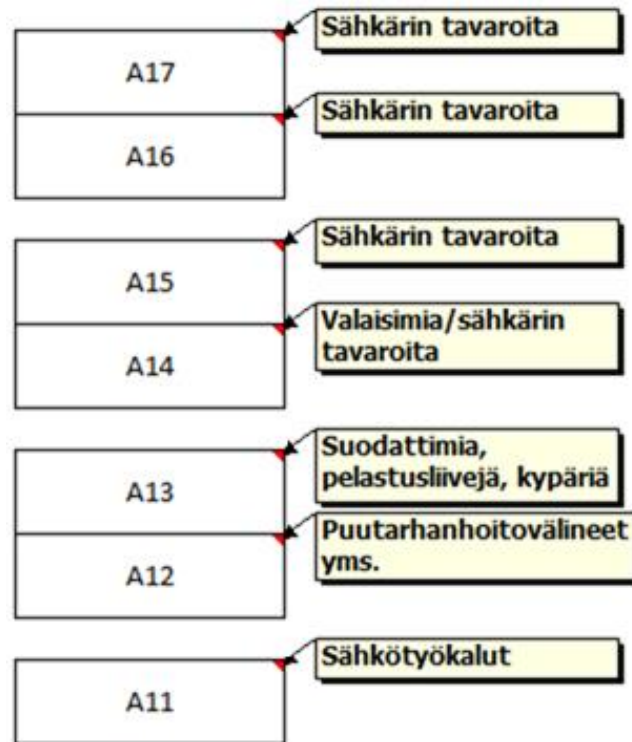 Sähkärin tavaroita
A17
Sähkärin tavaroita
A16
Sähkärin tavaroita
A15
Valaisimia/sähkärin
tavaroita
A14
Suodattimia,
pelastusliivejä, kypäriä
A13
Puutarhanhoitovälineet
yms.
A12
Sähkötyökalut
A11